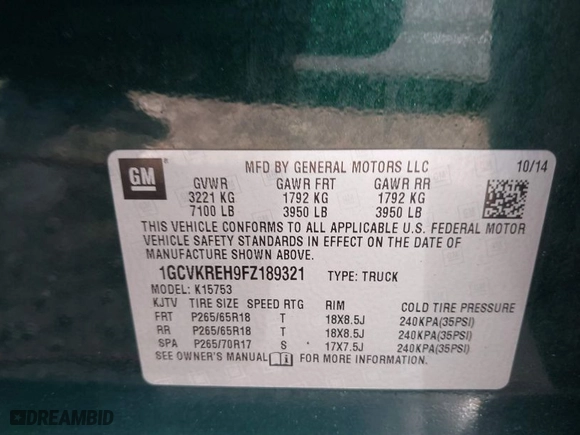 GM
MFD BY GENERAL MOTORS LLC 10/14
GVWR GAWR FRT GAWR RR
3221 KG 1792 KG 1792 KG
7100 LB 3950 LB 3950 LB
THIS VEHICLE CONFORMS TO ALL APPLICABLE U.S. FEDERAL MOTOR
VEHICLE SAFETY STANDARDS IN EFFECT ON THE DATE OF
MANUFACTURE SHOWN ABOVE.
1GCVKREH9FZ189321 TYPE: TRUCK
MODEL: K15753
KJTV TIRE SIZE SPEED RTG RIM COLD TIRE PRESSURE
FRT P265/65R18 T 18X8.5J 240KPA(35PSI)
RR P265/65R18 T 18X8.5J 240KPA(35PSI)
SPA P265/70R17 S 17X7.5J 240KPA(35PSI)
SEE OWNER'S MANUAL FOR MORE INFORMATION.
DREAMBID